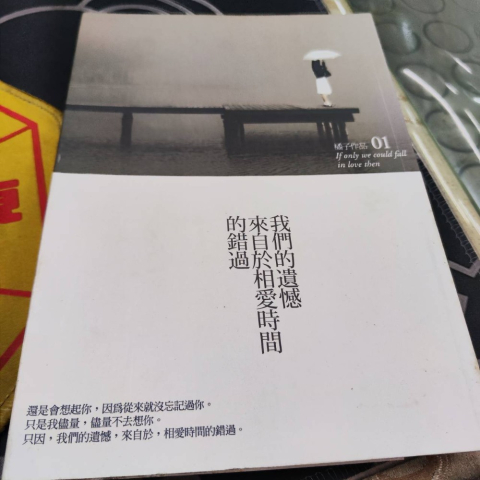 橘子作品 01
If only we could fall
in love then
我們的遺憾
來自於相愛時間
的錯過
還是會想起你，因為從來就沒忘記過你。
只是我儘量，儘量不去想你。
只因，我們的遺憾，來自於，相愛時間的錯過。